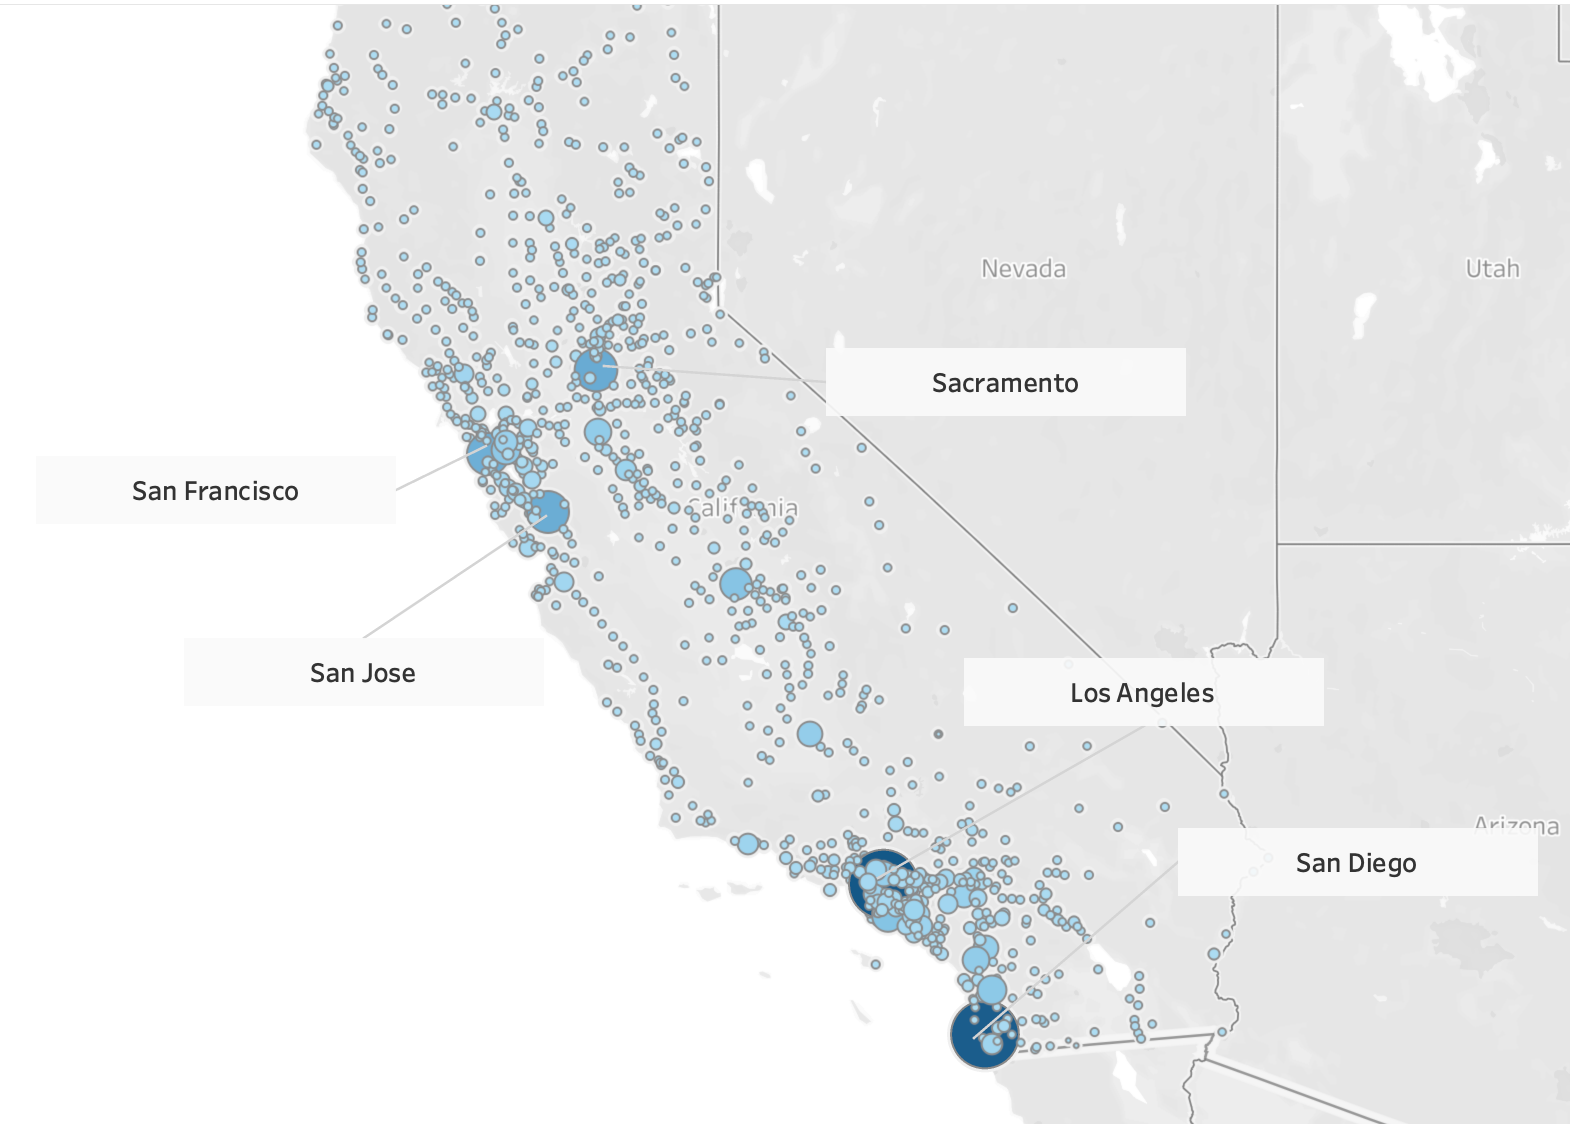 Nevada
Utah
Sacramento
San Francisco
California
San Jose
Los Angeles
Arizona
San Diego